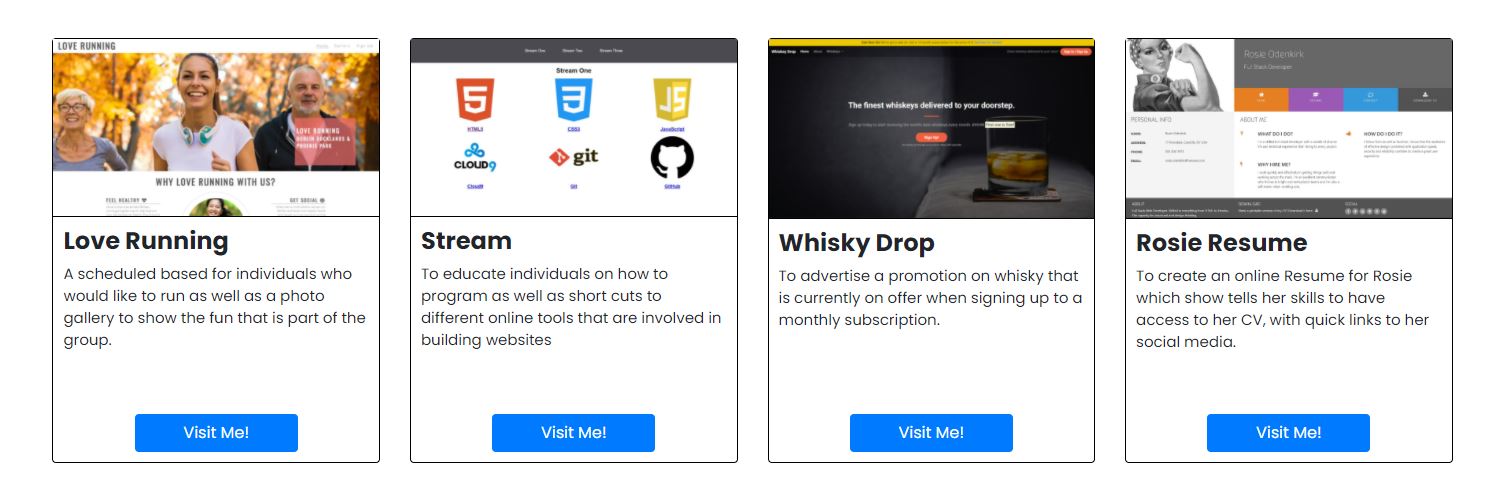 LOVE RUNNING
LOVE RUNNING
DUBLIN DOCKLANDS &
PHOENIX PARK
WHY LOVE RUNNING WITH US?
FEEL HEALTHY
GET SOCIAL
Love Running
A scheduled based for individuals who
would like to run as well as a photo
gallery to show the fun that is part of the
group.
Visit Me!
Stream One Stream Two Stream Three
Stream One
HTML5 CSS3 JavaScript
JS
CLOUD9 git
Cloud9 Git GitHub
Stream
To educate individuals on how to
program as well as short cuts to
different online tools that are involved in
building websites
Visit Me!
Whiskey Drop Home About
The finest whiskeys delivered to your doorstep.
Sign Up!
Whisky Drop
To advertise a promotion on whisky that
is currently on offer when signing up to a
monthly subscription.
Visit Me!
Rosie Odenkirk
Full Stack Developer
PERSONAL INFO
ABOUT ME
WHAT DO I DO?
HOW DO I DO IT?
WHY HIRE ME?
Rosie Resume
To create an online Resume for Rosie
which show tells her skills to have
access to her CV, with quick links to her
social media.
Visit Me!